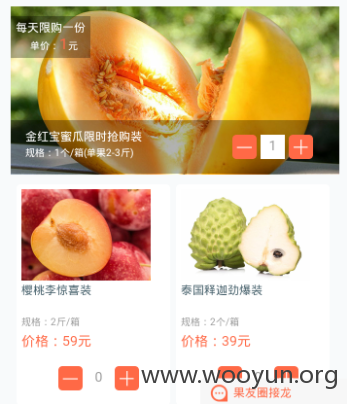 每天限购一份
单价：1元
金红宝蜜瓜限时抢购装
规格：1个/箱(苹果2-3斤)
1
樱桃李惊喜装
泰国释迦劲爆装
规格：2斤/箱
规格：2个/箱
价格：59元
价格：39元
0
www.wooyun.org
果友圈接龙